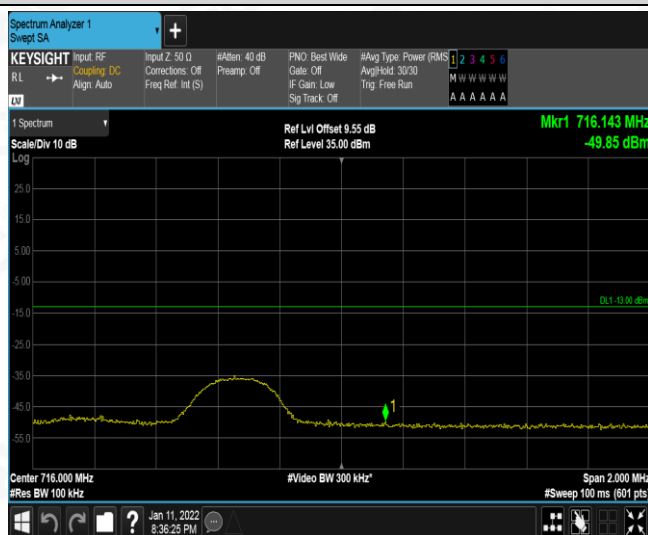 Spectrum Analyzer 1
Swept SA
+
KEYSIGHT
RL
Input: RF
Coupling: DC
Align: Auto
Input Z: 50 Ω
Corrections: Off
Freq Ref: Int (S)
#Atten: 40 dB
Preamp: Off
PNO: Best Wide
Gate: Off
IF Gain: Low
Sig Track: Off
#Avg Type: Power (RMS
Avg|Hold: 30/30
Trig: Free Run
1 2 3 4 5 6
M W W W W W
A A A A A A
LW
1 Spectrum
Scale/Div 10 dB
Ref Lvl Offset 9.55 dB
Ref Level 35.00 dBm
Mkr1 716.143 MHz
-49.85 dBm
Log
25.0
15.0
5.00
-5.00
DL1 -13.00 dBm
-15.0
-25.0
-35.0
-45.0
1
-55.0
Center 716.000 MHz
#Video BW 300 kHz*
Span 2.000 MHz
#Res BW 100 kHz
#Sweep 100 ms (601 pts)
?
Jan 11, 2022
8:36:25 PM